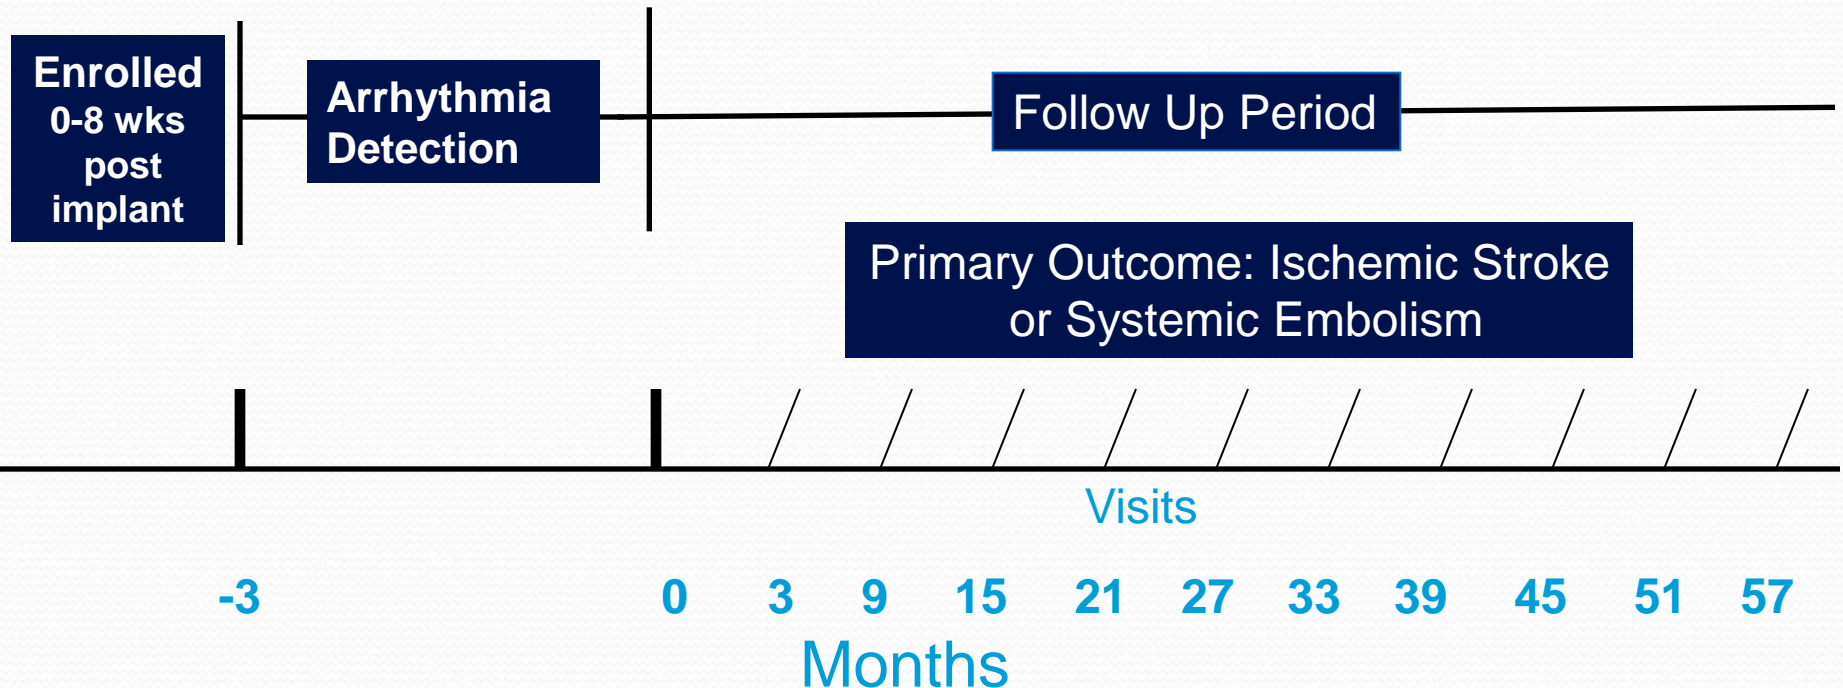 Enrolled
0-8 wks
post
implant
Arrhythmia
Detection
Follow Up Period
Primary Outcome: Ischemic Stroke
or Systemic Embolism
Visits
-3 0 3 9 15 21 27 33 39 45 51 57
Months